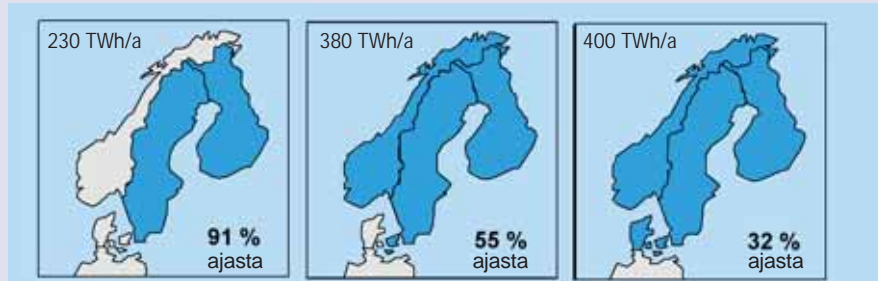 230 TWh/a
91 %
ajasta
380 TWh/a
55 %
ajasta
400 TWh/a
32 %
ajasta